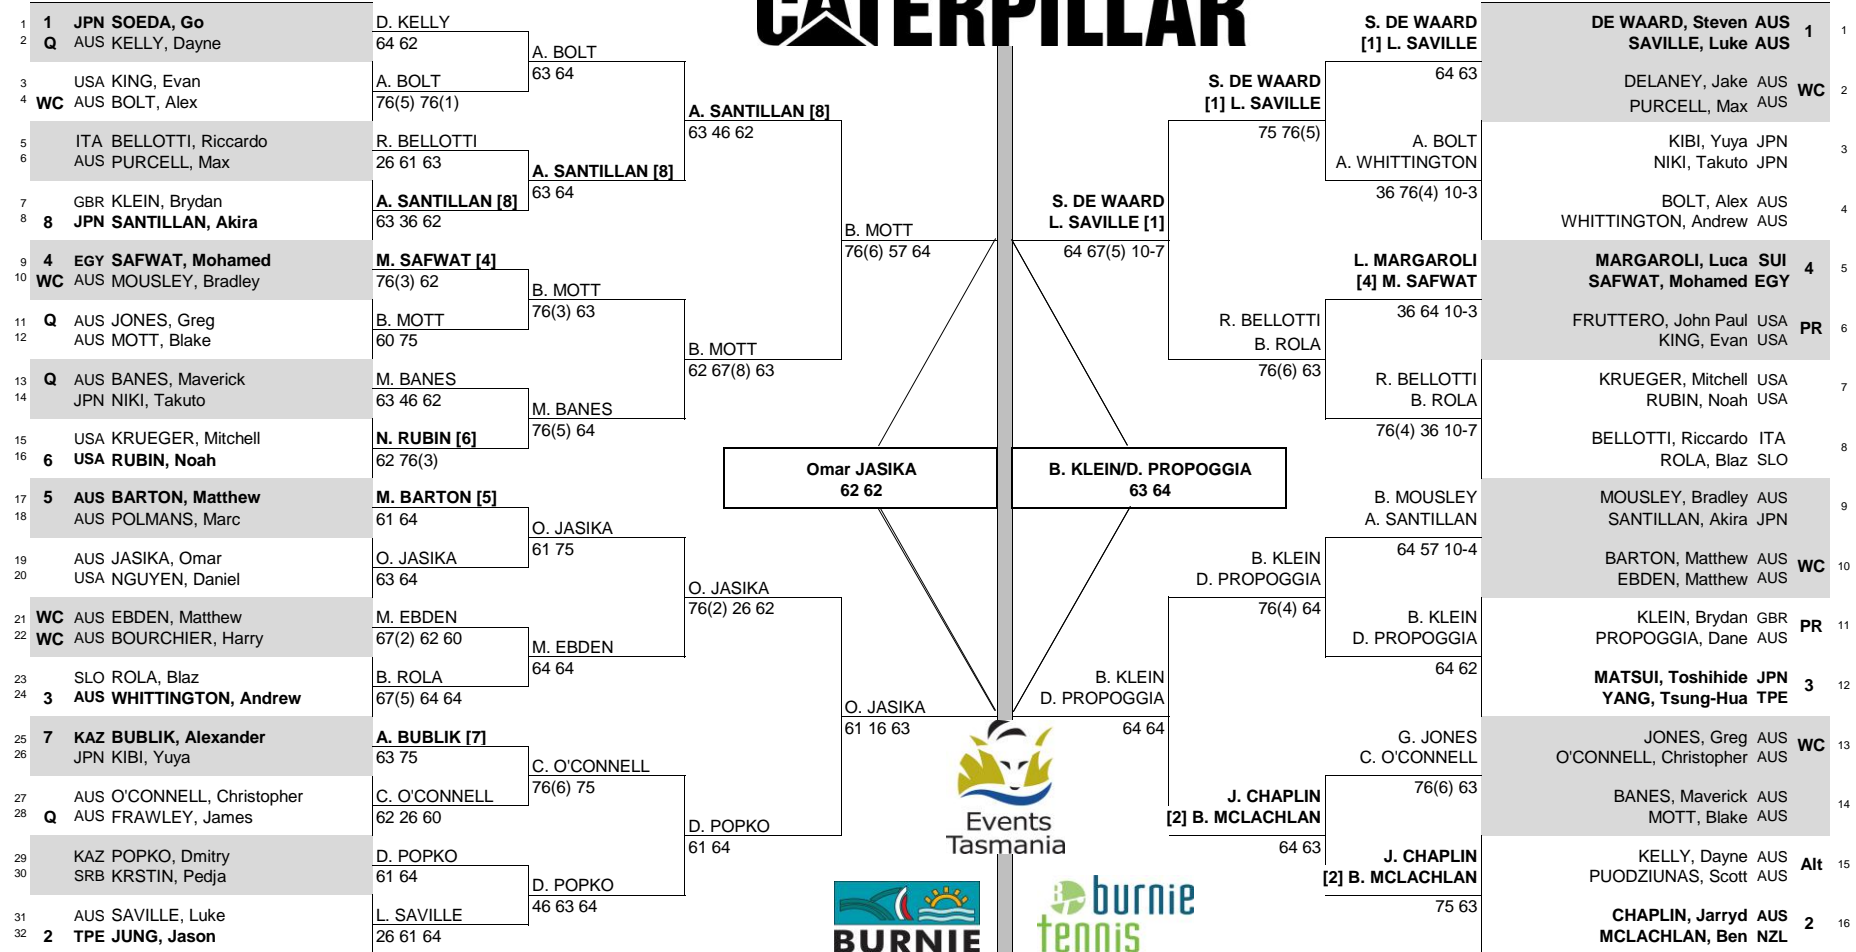 CATERPILLAR
1 1 JPN SOEDA, Go
2 Q AUS KELLY, Dayne
3 USA KING, Evan
4 WC AUS BOLT, Alex
5 ITA BELLOTTI, Riccardo
6 AUS PURCELL, Max
7 GBR KLEIN, Brydan
8 8 JPN SANTILLAN, Akira
9 4 EGY SAFWAT, Mohamed
10 WC AUS MOUSLEY, Bradley
11 Q AUS JONES, Greg
12 AUS MOTT, Blake
13 Q AUS BANES, Maverick
14 JPN NIKI, Takuto
15 USA KRUEGER, Mitchell
16 6 USA RUBIN, Noah
17 5 AUS BARTON, Matthew
18 AUS POLMANS, Marc
19 AUS JASIKA, Omar
20 USA NGUYEN, Daniel
21 WC AUS EBDEN, Matthew
22 WC AUS BOURCHIER, Harry
23 SLO ROLA, Blaz
24 3 AUS WHITTINGTON, Andrew
25 7 KAZ BUBLIK, Alexander
26 JPN KIBI, Yuya
27 AUS O'CONNELL, Christopher
28 Q AUS FRAWLEY, James
29 KAZ POPKO, Dmitry
30 SRB KRSTIN, Pedja
31 AUS SAVILLE, Luke
32 2 TPE JUNG, Jason
D. KELLY
64 62
A. BOLT
76(5) 76(1)
R. BELLOTTI
26 61 63
A. SANTILLAN [8]
63 36 62
M. SAFWAT [4]
76(3) 62
B. MOTT
60 75
M. BANES
63 46 62
N. RUBIN [6]
62 76(3)
M. BARTON [5]
61 64
O. JASIKA
63 64
M. EBDEN
67(2) 62 60
B. ROLA
67(5) 64 64
A. BUBLIK [7]
63 75
C. O'CONNELL
62 26 60
D. POPKO
61 64
L. SAVILLE
26 61 64
A. BOLT
63 64
A. SANTILLAN [8]
63 64
B. MOTT
76(3) 63
M. BANES
76(5) 64
O. JASIKA
61 75
M. EBDEN
64 64
C. O'CONNELL
76(6) 75
D. POPKO
46 63 64
A. SANTILLAN [8]
63 46 62
B. MOTT
62 67(8) 63
O. JASIKA
76(2) 26 62
D. POPKO
61 64
B. MOTT
76(6) 57 64
O. JASIKA
61 16 63
Omar JASIKA
62 62
B. KLEIN/D. PROPOGGIA
63 64
S. DE WAARD
L. SAVILLE [1]
64 67(5) 10-7
B. KLEIN
D. PROPOGGIA
64 64
S. DE WAARD
[1] L. SAVILLE
75 76(5)
R. BELLOTTI
B. ROLA
76(6) 63
B. KLEIN
D. PROPOGGIA
76(4) 64
J. CHAPLIN
[2] B. MCLACHLAN
64 63
S. DE WAARD
[1] L. SAVILLE
64 63
A. BOLT
A. WHITTINGTON
36 76(4) 10-3
L. MARGAROLI
[4] M. SAFWAT
36 64 10-3
R. BELLOTTI
B. ROLA
76(4) 36 10-7
B. MOUSLEY
A. SANTILLAN
64 57 10-4
B. KLEIN
D. PROPOGGIA
64 62
G. JONES
C. O'CONNELL
76(6) 63
J. CHAPLIN
[2] B. MCLACHLAN
75 63
DE WAARD, Steven AUS 1 1
SAVILLE, Luke AUS
DELANEY, Jake AUS WC 2
PURCELL, Max AUS
KIBI, Yuya JPN 3
NIKI, Takuto JPN
BOLT, Alex AUS 4
WHITTINGTON, Andrew AUS
MARGAROLI, Luca SUI 4 5
SAFWAT, Mohamed EGY
FRUTTERO, John Paul USA PR 6
KING, Evan USA
KRUEGER, Mitchell USA 7
RUBIN, Noah USA
BELLOTTI, Riccardo ITA 8
ROLA, Blaz SLO
MOUSLEY, Bradley AUS 9
SANTILLAN, Akira JPN
BARTON, Matthew AUS WC 10
EBDEN, Matthew AUS
KLEIN, Brydan GBR PR 11
PROPOGGIA, Dane AUS
MATSUI, Toshihide JPN 3 12
YANG, Tsung-Hua TPE
JONES, Greg AUS WC 13
O'CONNELL, Christopher AUS
BANES, Maverick AUS 14
MOTT, Blake AUS
KELLY, Dayne AUS Alt 15
PUODZIUNAS, Scott AUS
CHAPLIN, Jarryd AUS 2 16
MCLACHLAN, Ben NZL
Events
Tasmania
BURNIE
burnie
tennis